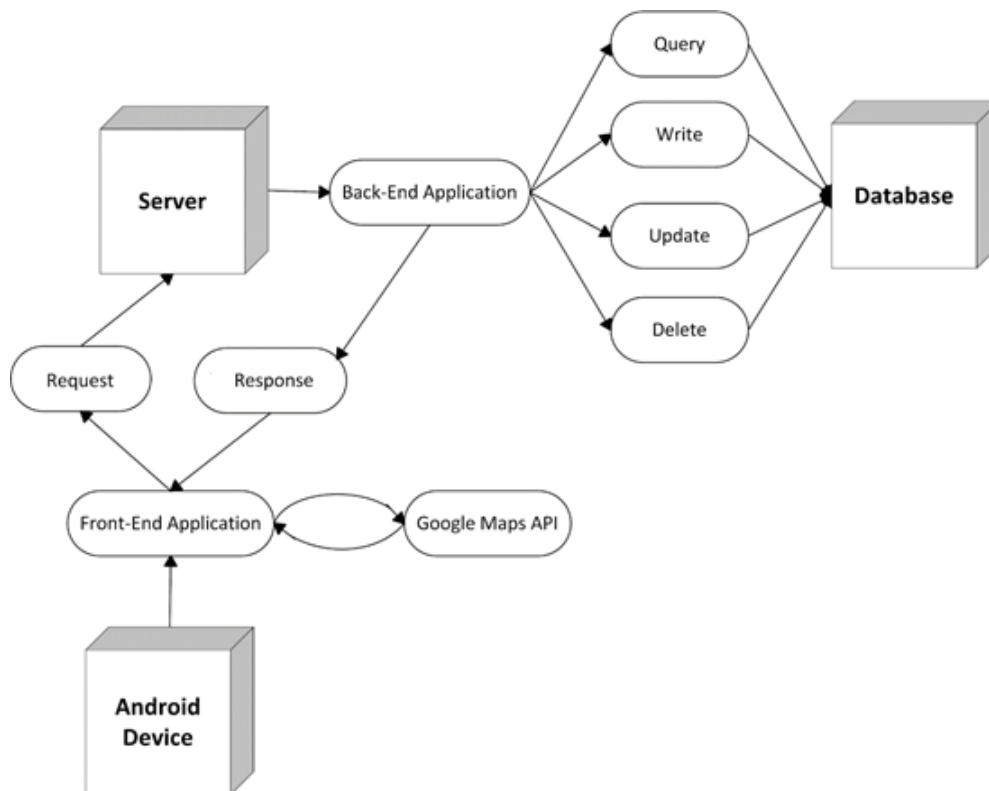 Query
Write
Server
Back-End Application
Database
Update
Delete
Request
Response
Front-End Application
Google Maps API
Android
Device